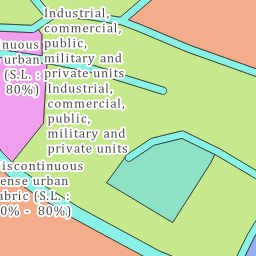 Industrial,
commercial,
public,
military and
private units
nuous
urban
(S.L. :
80%)
Industrial,
commercial,
public,
military and
private units
iscontinuous
ense urban
abric (S.L. :
0% - 80%)